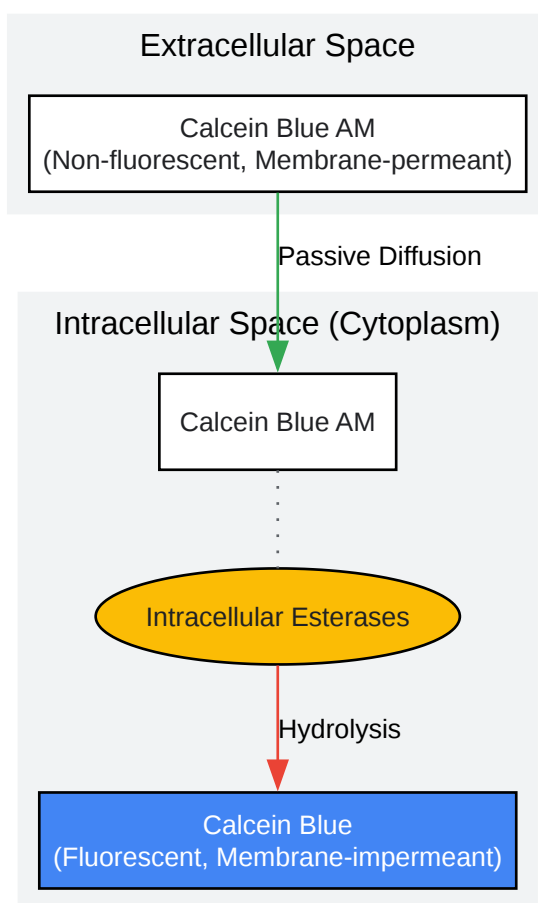 Extracellular Space
Calcein Blue AM
(Non-fluorescent, Membrane-permeant)
Passive Diffusion
Intracellular Space (Cytoplasm)
Calcein Blue AM
Intracellular Esterases
Hydrolysis
Calcein Blue
(Fluorescent, Membrane-impermeant)